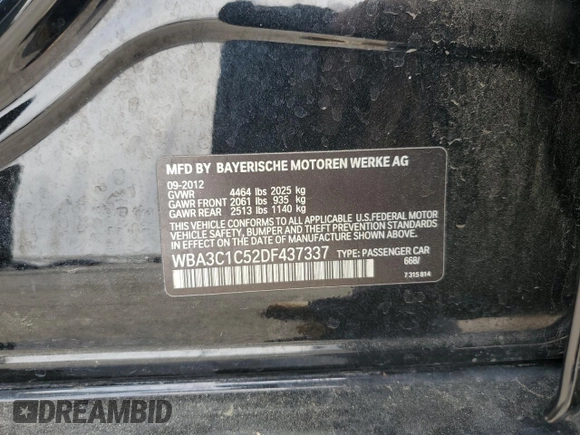 MFD BY BAYERISCHE MOTOREN WERKE AG
09-2012
GVWR 4464 lbs 2025 kg
GAWR FRONT 2061 lbs 935 kg
GAWR REAR 2513 lbs 1140 kg
THIS VEHICLE CONFORMS TO ALL APPLICABLE U.S.FEDERAL MOTOR
VEHICLE SAFETY, BUMPER, AND THEFT PREVENTION STANDARDS
IN EFFECT ON THE DATE OF MANUFACTURE SHOWN ABOVE.
WBA3C1C52DF437337 TYPE: PASSENGER CAR
668/
7 315 814
DREAMBID